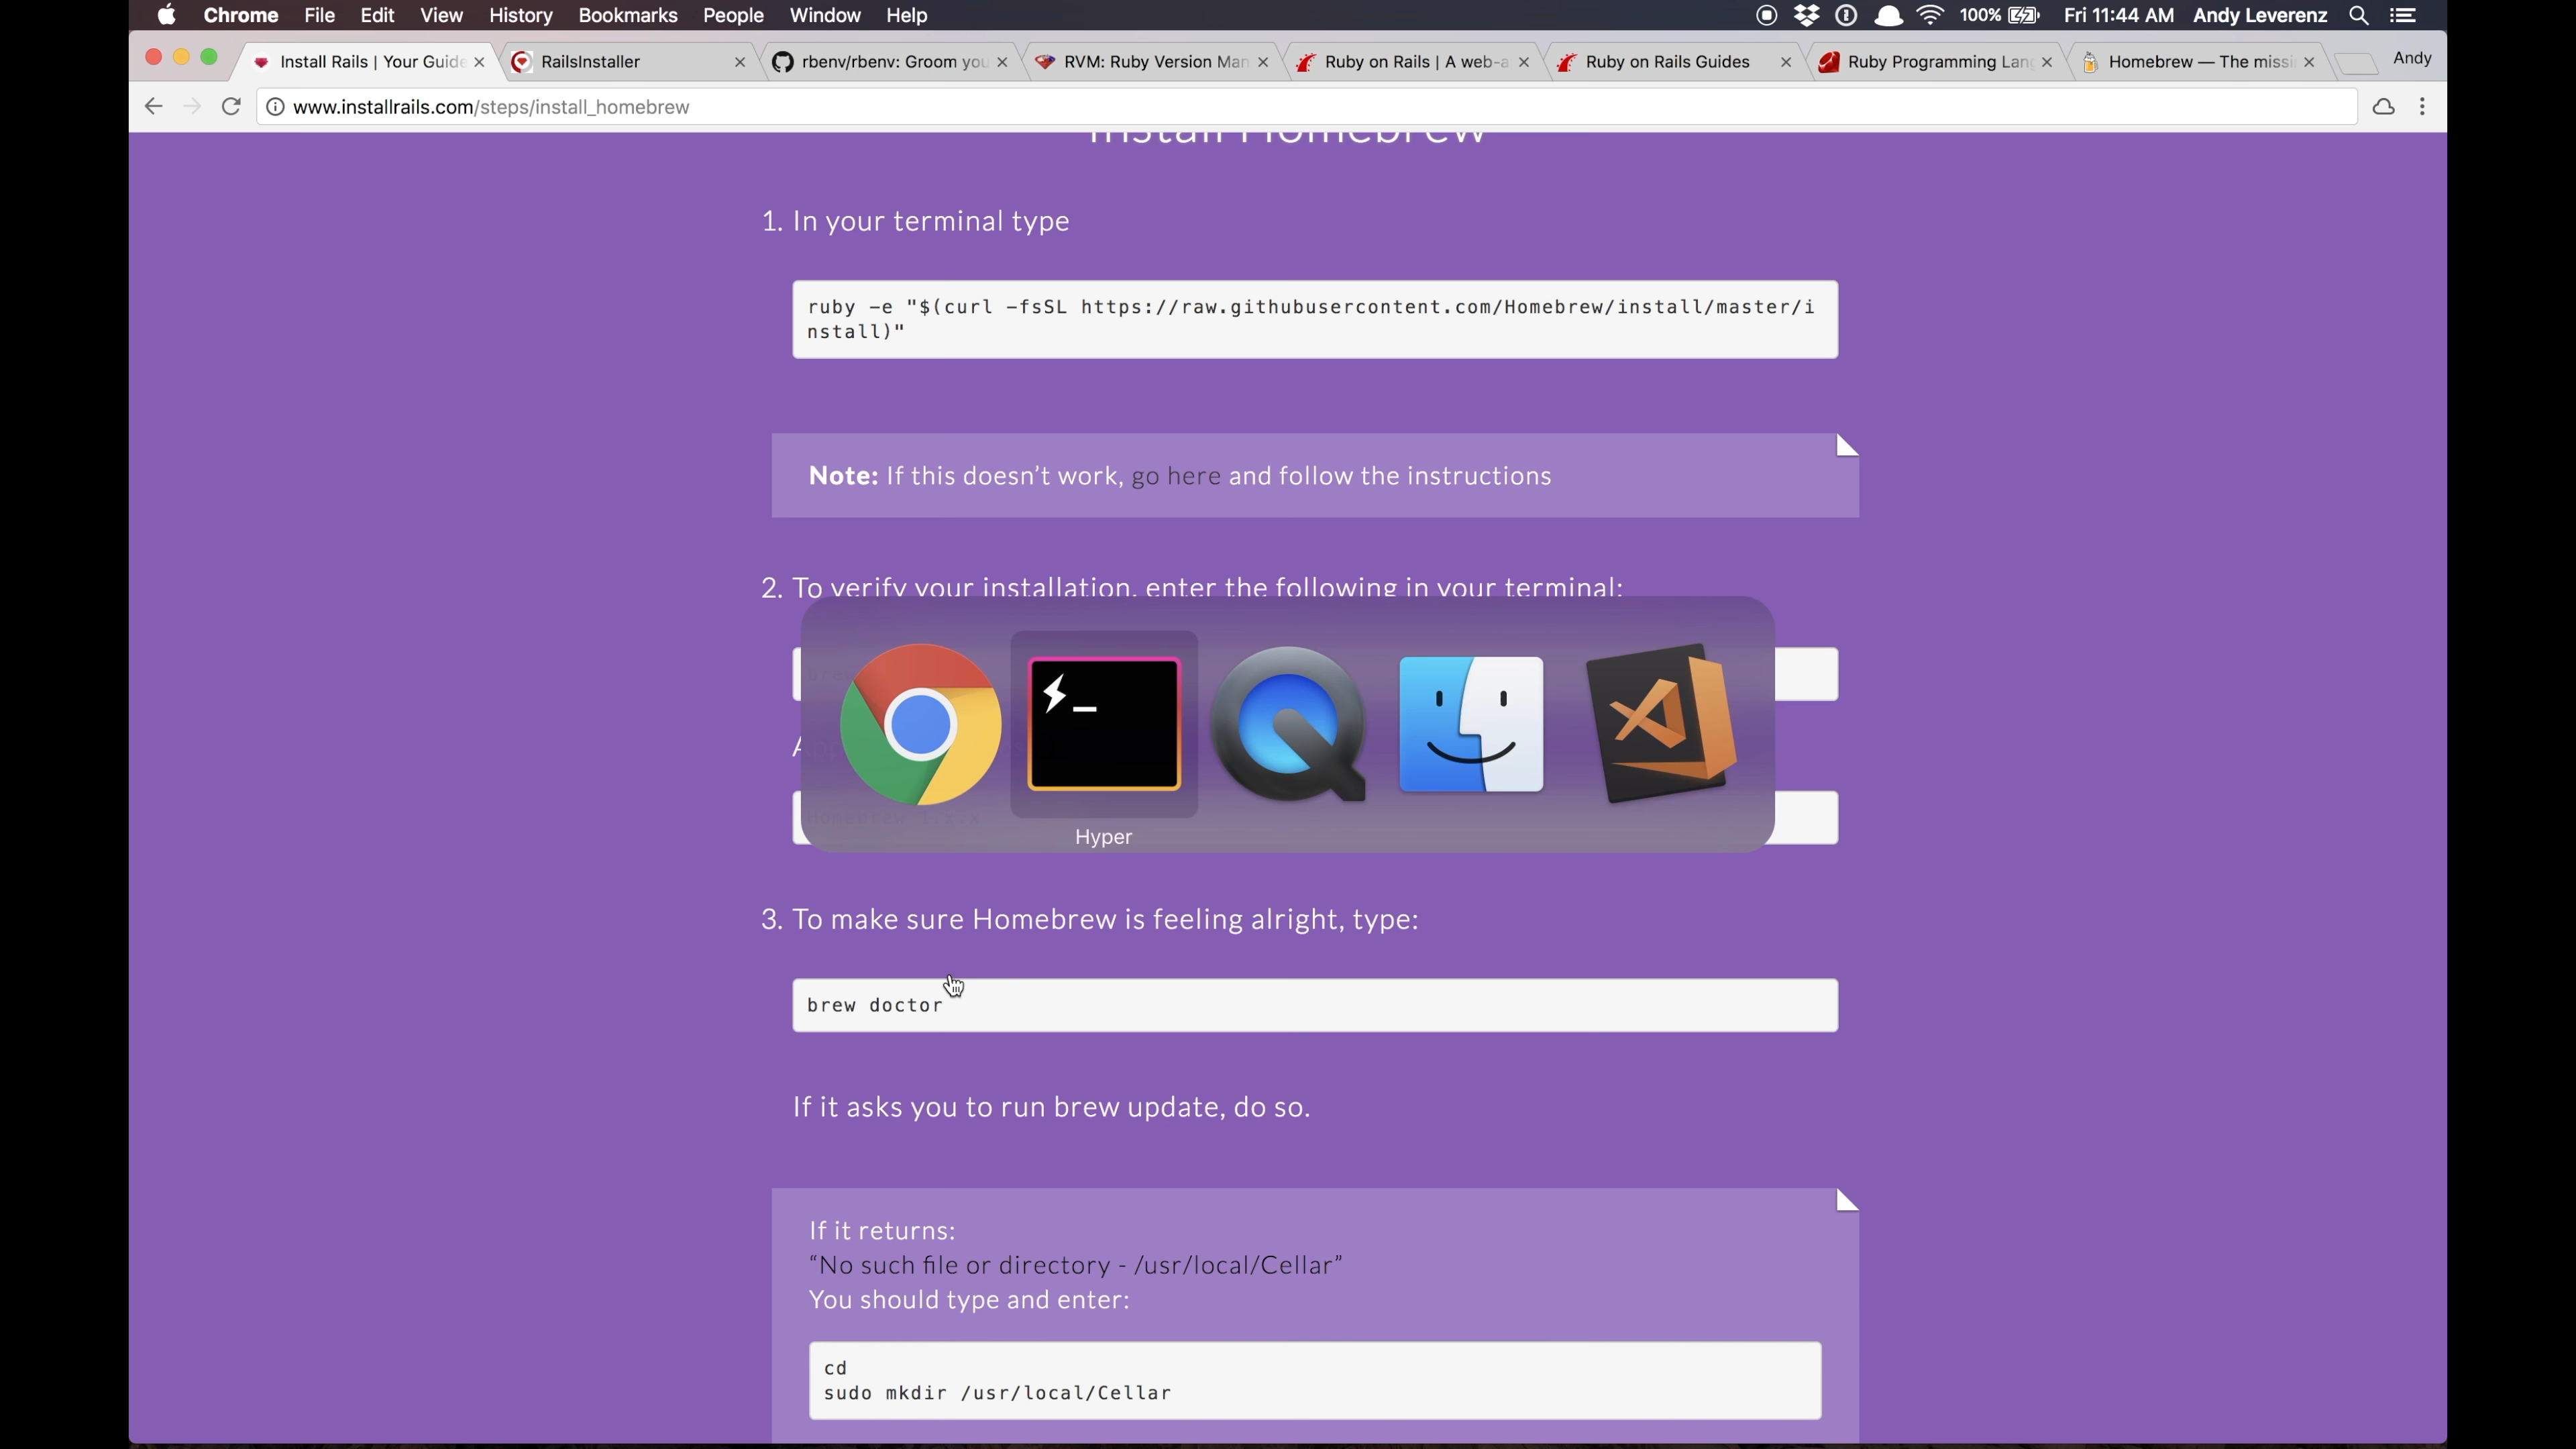 Chrome File Edit View History Bookmarks People Window Help 100% Fri 11:44 AM Andy Leverenz
Install Rails | Your Guide RailsInstaller rbenv/rbenv: Groom you RVM: Ruby Version Man Ruby on Rails | A web-a Ruby on Rails Guides Ruby Programming Lang Homebrew — The missi Andy
www.installrails.com/steps/install_homebrew
Install Homebrew
1. In your terminal type
ruby -e "$(curl -fsSL https://raw.githubusercontent.com/Homebrew/install/master/i
nstall)"
Note: If this doesn't work, go here and follow the instructions
2. To verify your installation, enter the following in your terminal:
Hyper
3. To make sure Homebrew is feeling alright, type:
brew doctor
If it asks you to run brew update, do so.
If it returns:
“No such file or directory - /usr/local/Cellar”
You should type and enter:
cd
sudo mkdir /usr/local/Cellar